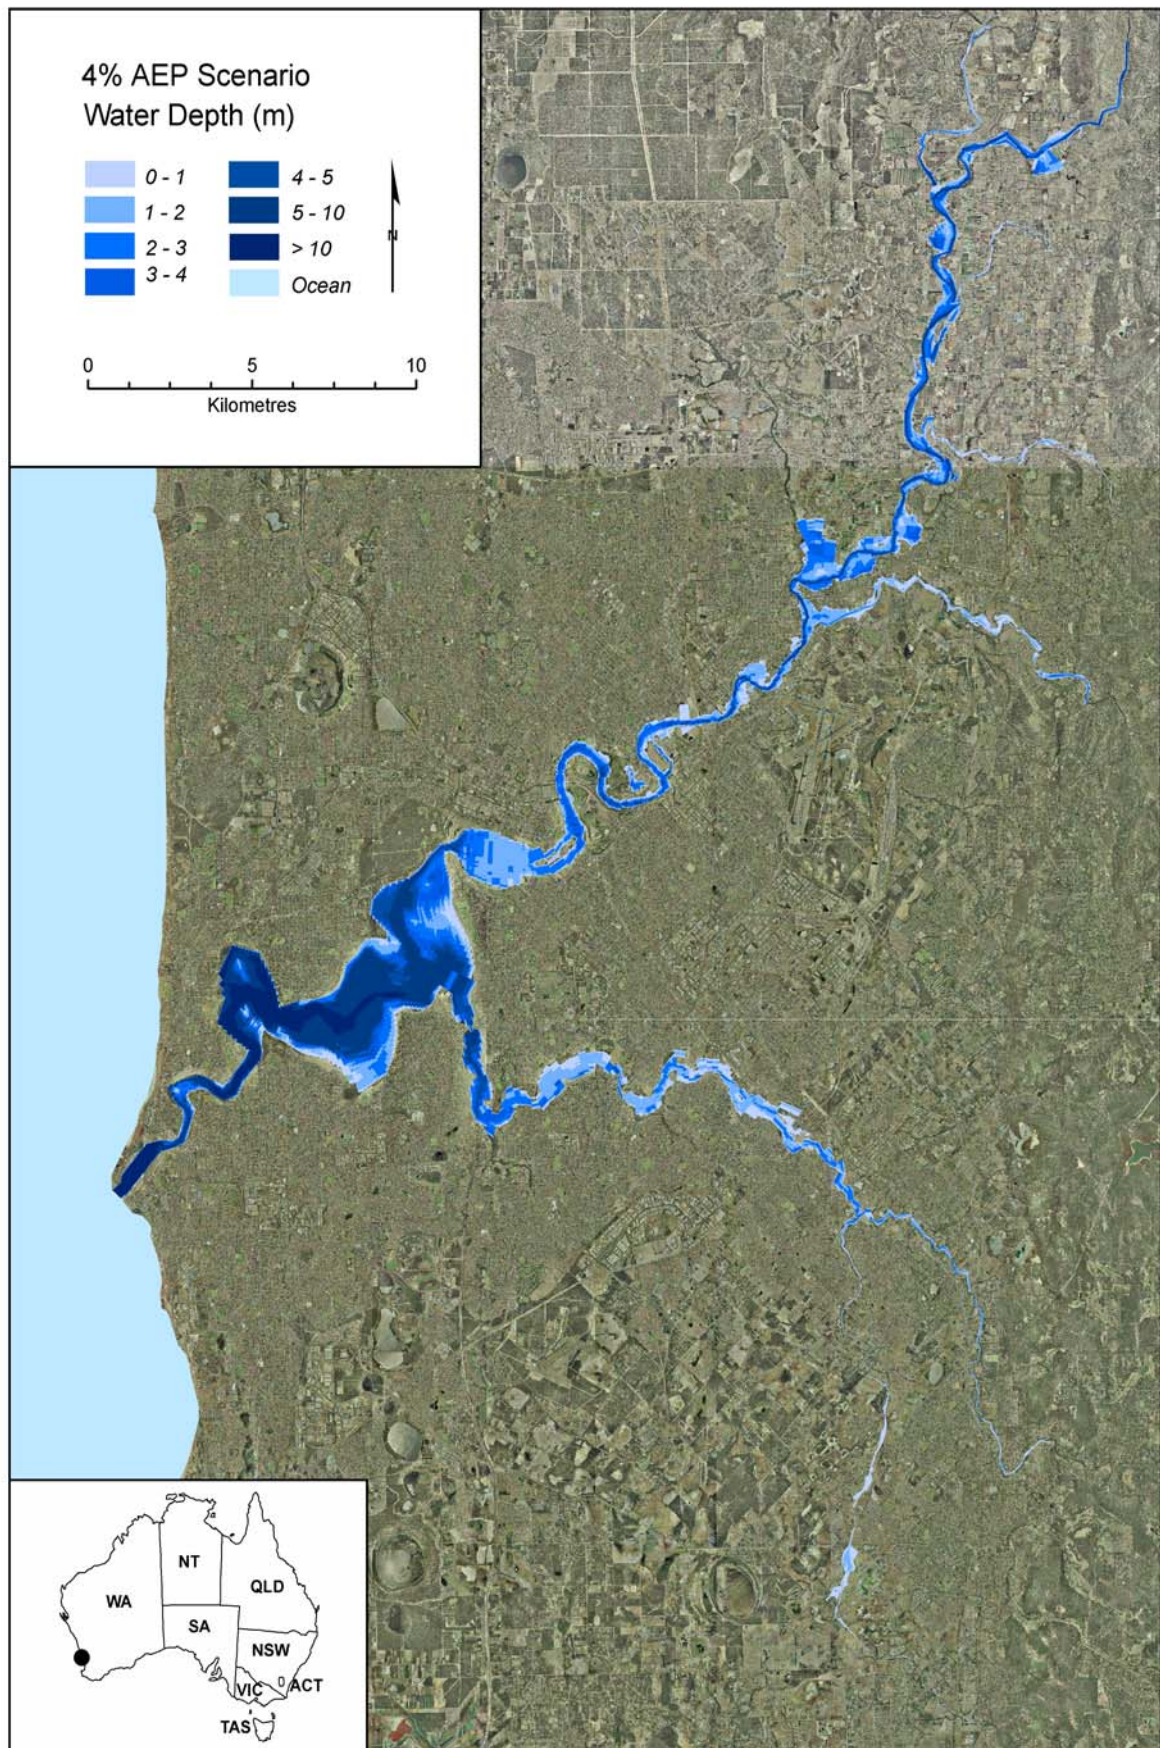 4% AEP Scenario
Water Depth (m)
0 - 1
1 - 2
2 - 3
3 - 4
4 - 5
5 - 10
> 10
Ocean
N
0 5 10
Kilometres
NT
WA
QLD
SA
NSW
VIC
ACT
TAS